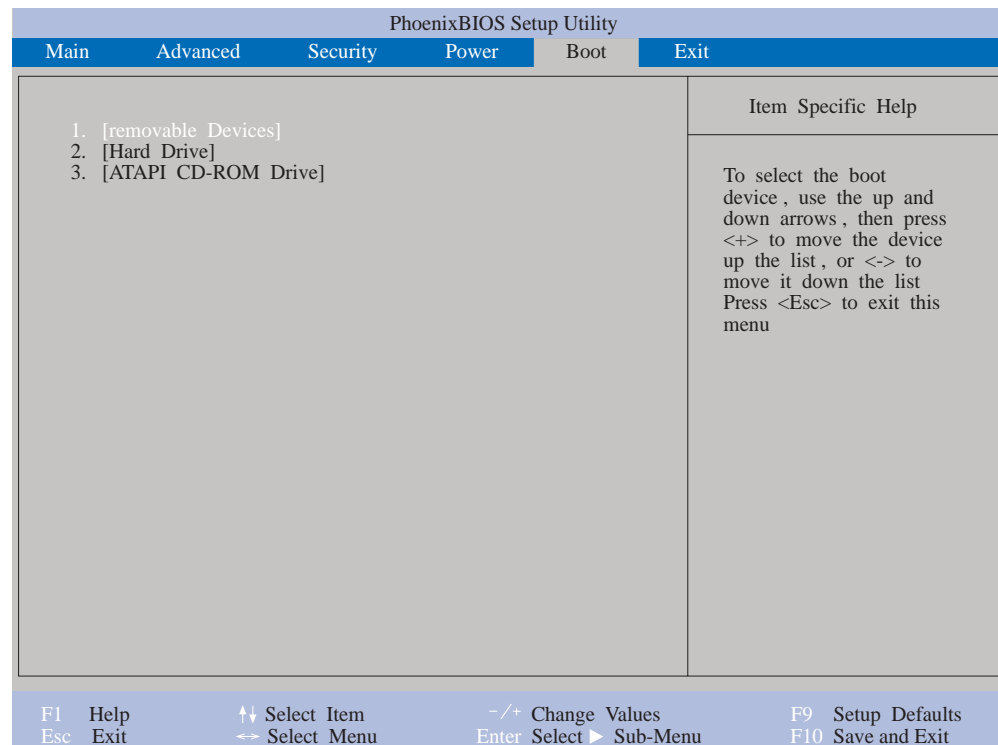 PhoenixBIOS Setup Utility
Main Advanced Security Power Boot Exit
1. [removable Devices]
2. [Hard Drive]
3. [ATAPI CD-ROM Drive]
Item Specific Help
To select the boot
device , use the up and
down arrows , then press
<+> to move the device
up the list , or <-> to
move it down the list
Press <Esc> to exit this
menu
F1 Help ↑↓ Select Item -/+ Change Values F9 Setup Defaults
Esc Exit ↔ Select Menu Enter Select ▶ Sub-Menu F10 Save and Exit